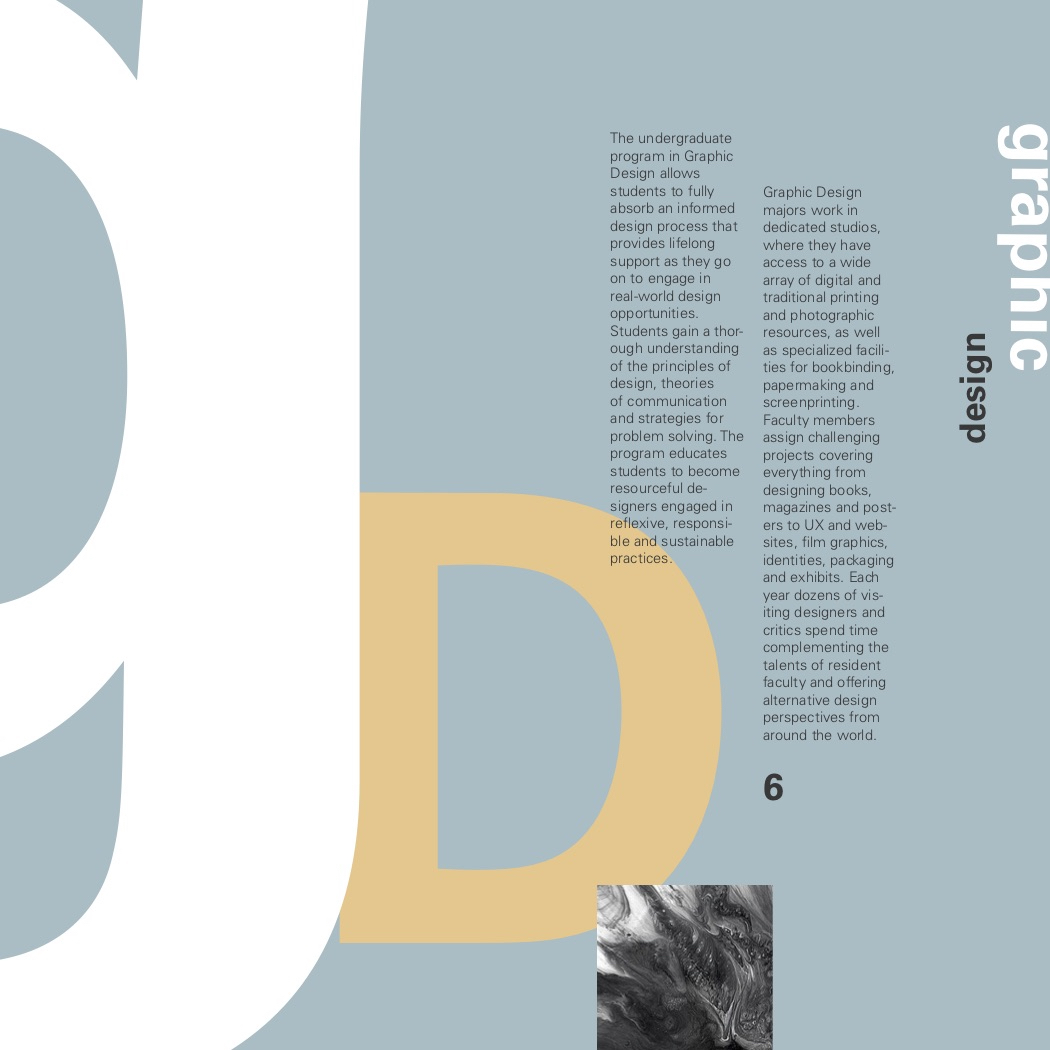 g
D
The undergraduate
program in Graphic
Design allows
students to fully
absorb an informed
design process that
provides lifelong
support as they go
on to engage in
real-world design
opportunities.
Students gain a thor-
ough understanding
of the principles of
design, theories
of communication
and strategies for
problem solving. The
program educates
students to become
resourceful de-
signers engaged in
reflexive, responsi-
ble and sustainable
practices.
Graphic Design
majors work in
dedicated studios,
where they have
access to a wide
array of digital and
traditional printing
and photographic
resources, as well
as specialized facili-
ties for bookbinding,
papermaking and
screenprinting.
Faculty members
assign challenging
projects covering
everything from
designing books,
magazines and post-
ers to UX and web-
sites, film graphics,
identities, packaging
and exhibits. Each
year dozens of vis-
iting designers and
critics spend time
complementing the
talents of resident
faculty and offering
alternative design
perspectives from
around the world.
6
graphic
design